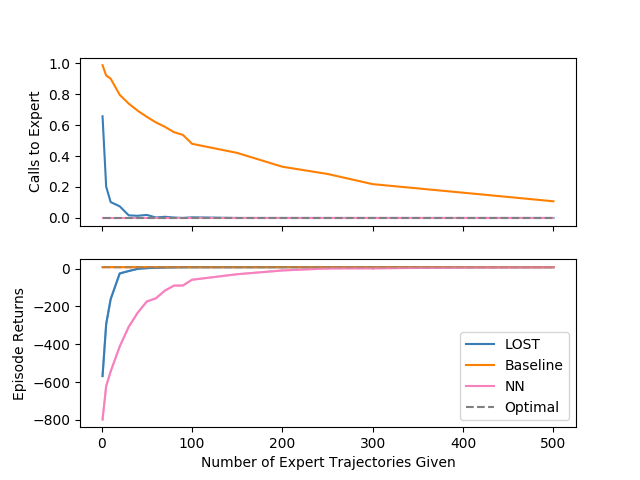 1.0
0.8
0.6
0.4
0.2
0.0
Calls to Expert
0
−200
−400
−600
−800
Episode Returns
LOST
Baseline
NN
Optimal
0 100 200 300 400 500
Number of Expert Trajectories Given